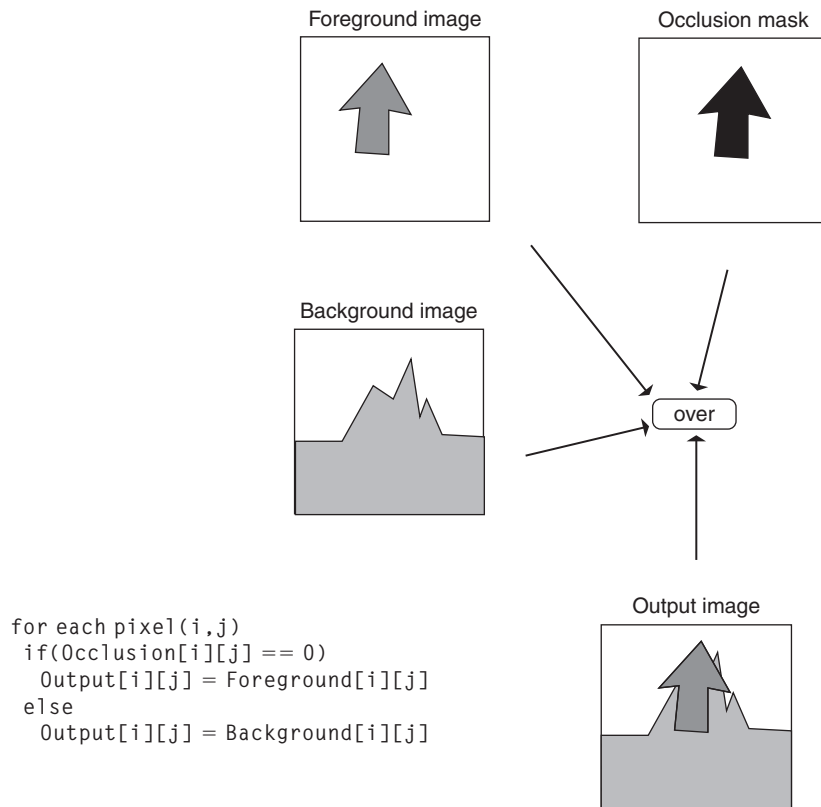 Foreground image
Occlusion mask
Background image
over
Output image
for each pixel(i,j)
if(Occlusion[i][j] == 0)
Output[i][j] = Foreground[i][j]
else
Output[i][j] = Background[i][j]